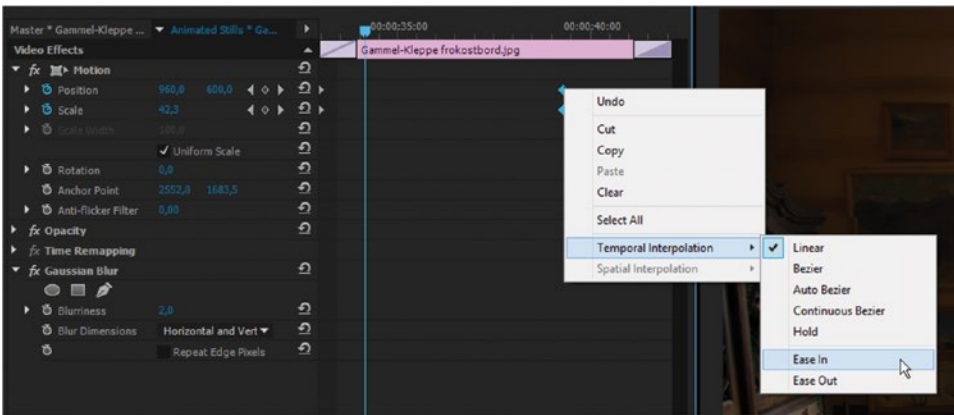 Master * Gammel-Kleppe ... Animated Stills * Ga...
00:00:35:00 00:00:40:00
Video Effects
Gammel-Kleppe frokostbord.jpg
fx Motion
Position 960,0 600,0
Scale 42,3
Scale Width 100,0
Uniform Scale
Rotation 0,0
Anchor Point 2552,0 1683,5
Anti-flicker Filter 0,00
fx Opacity
fx Time Remapping
fx Gaussian Blur
Blurriness 2,0
Blur Dimensions Horizontal and Vert
Repeat Edge Pixels
Undo
Cut
Copy
Paste
Clear
Select All
Temporal Interpolation
Spatial Interpolation
Linear
Bezier
Auto Bezier
Continuous Bezier
Hold
Ease In
Ease Out